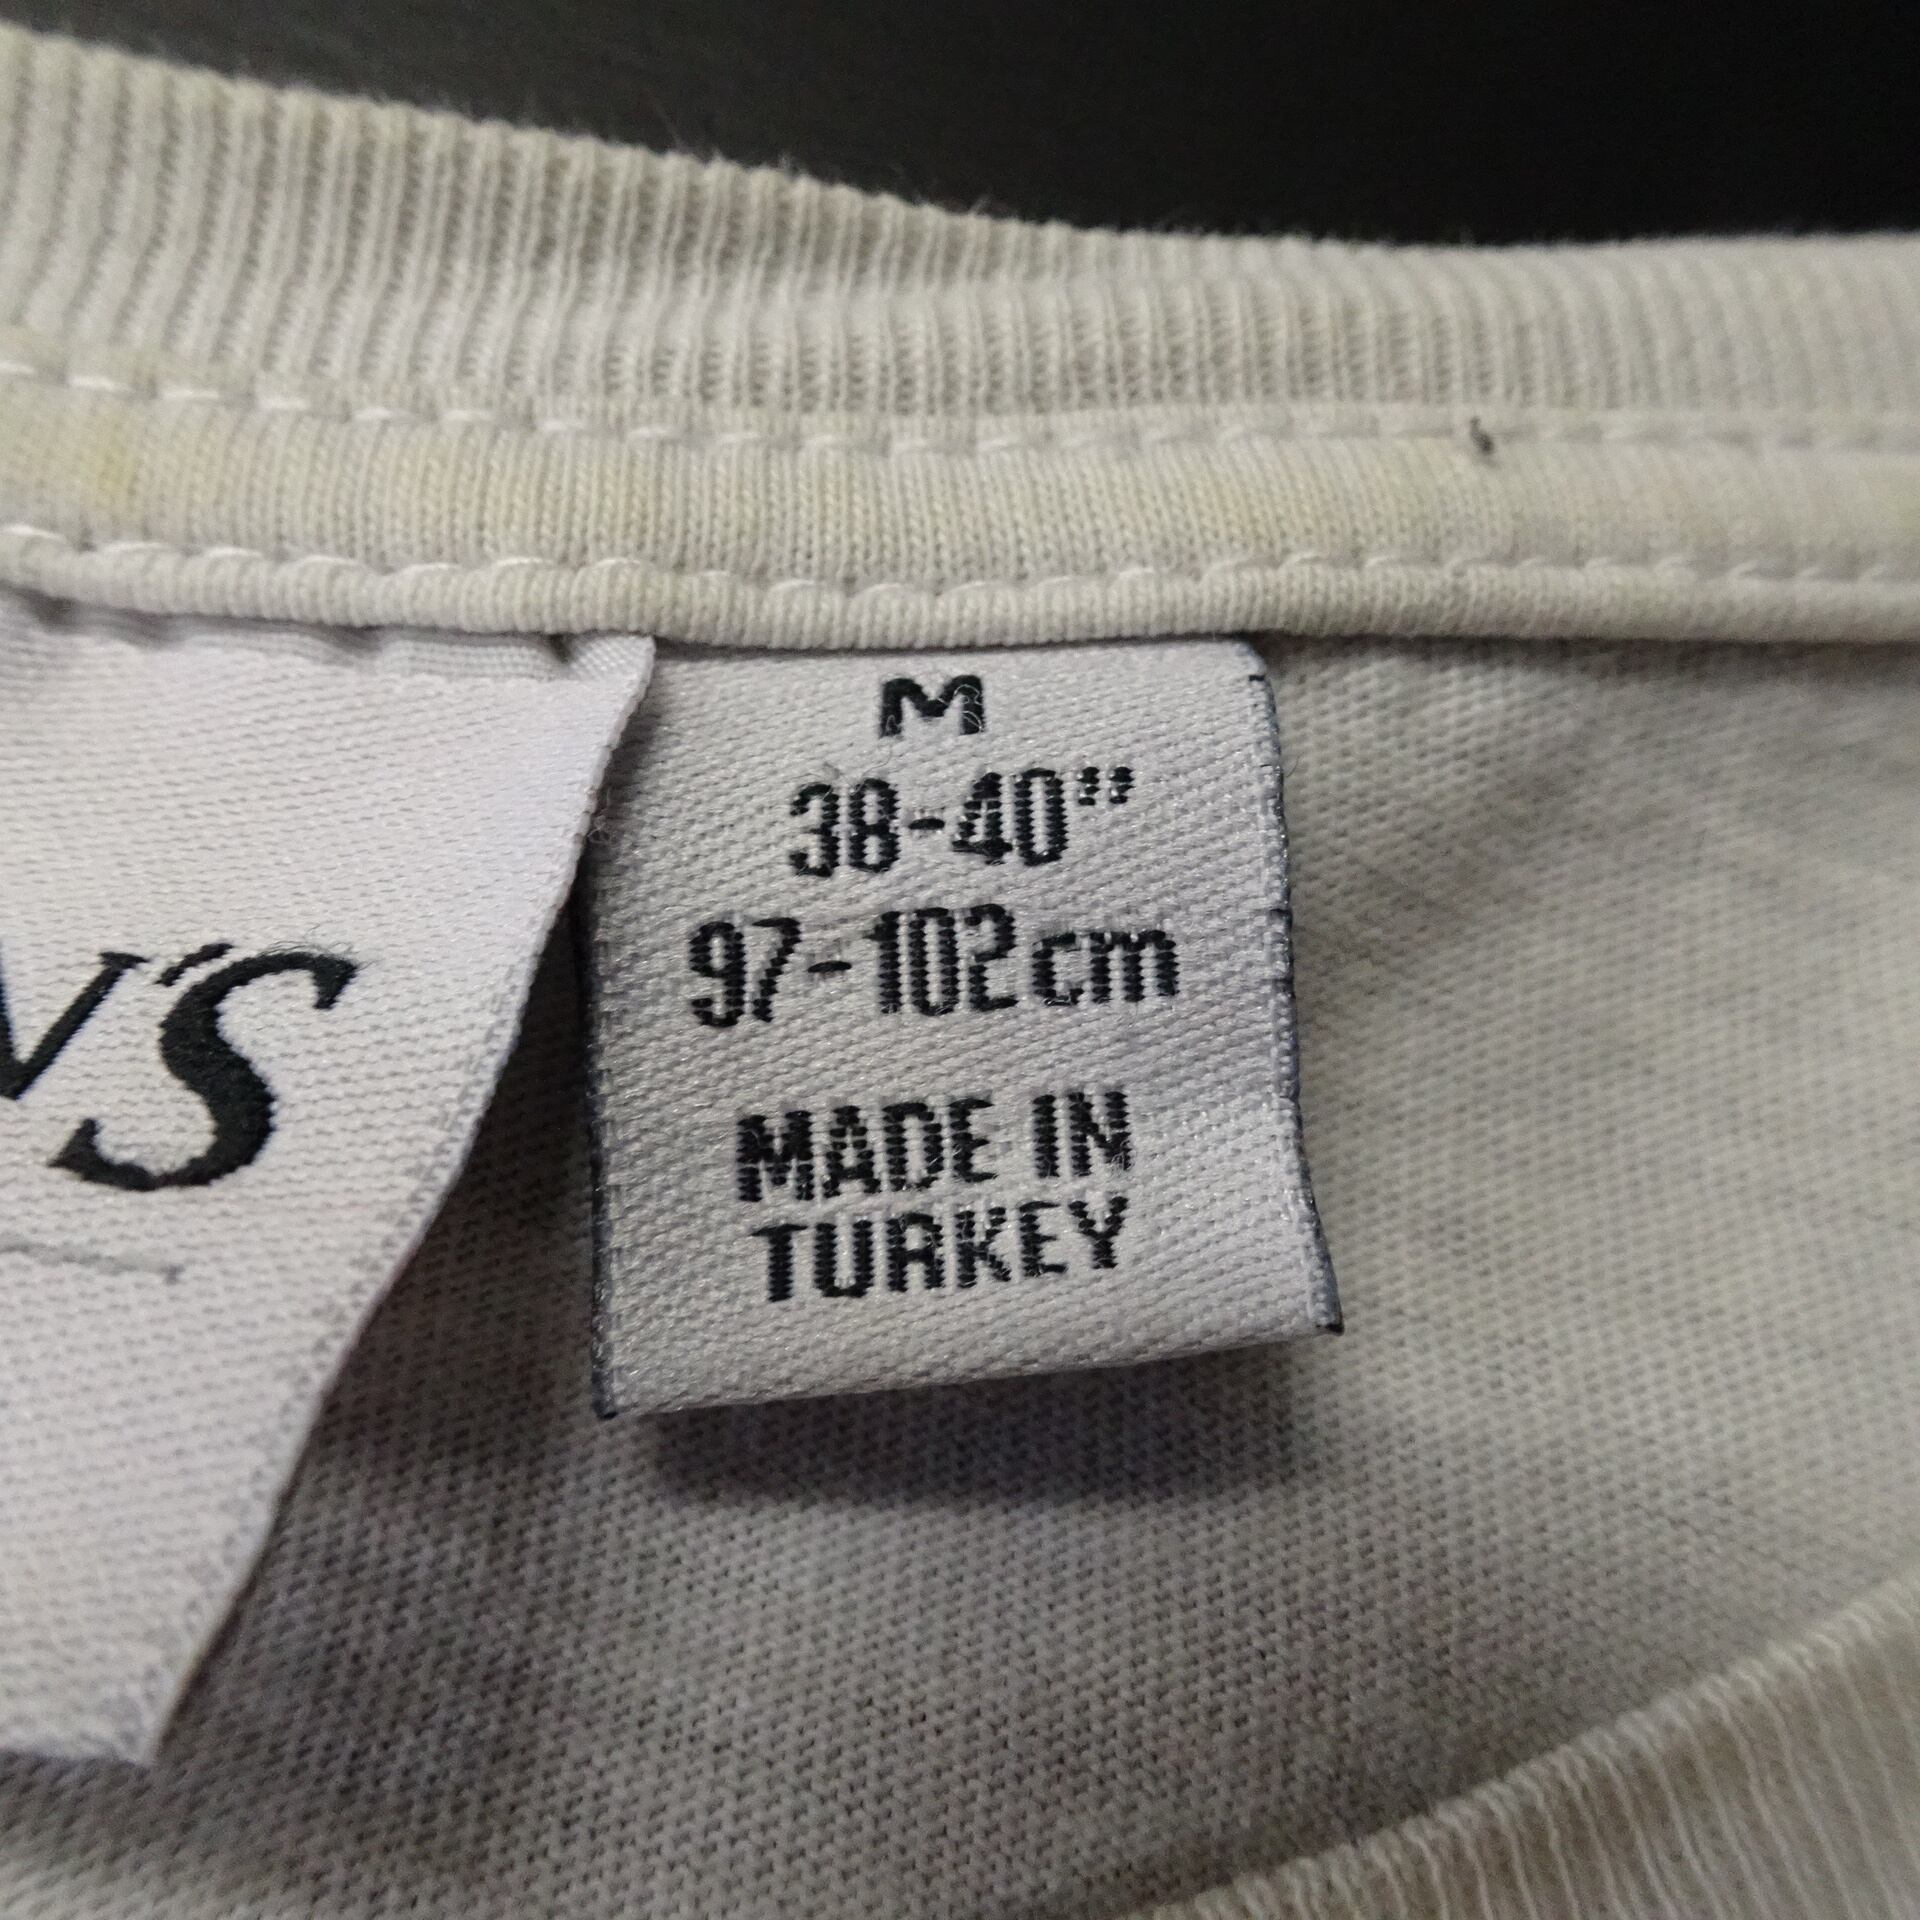 M
38-40"
97-102cm
MADE IN
TURKEY